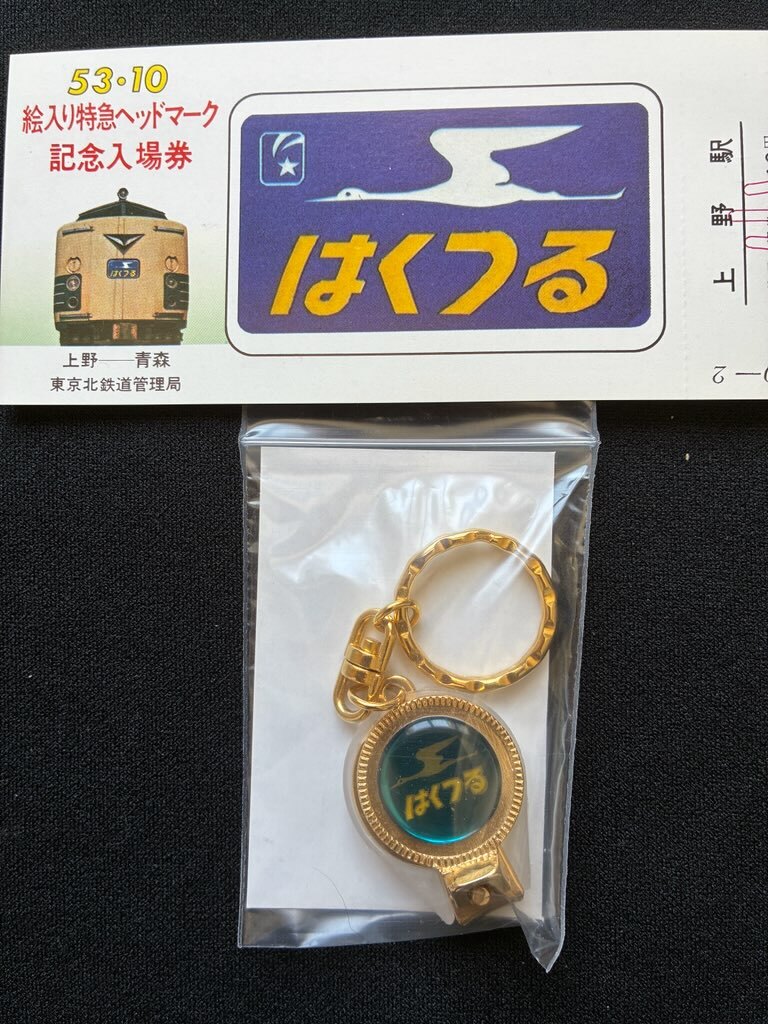 53・10
絵入り特急ヘッドマーク
記念入場券
はくつる
上野——青森
東京北鉄道管理局
はくつる
上野駅
はくつる